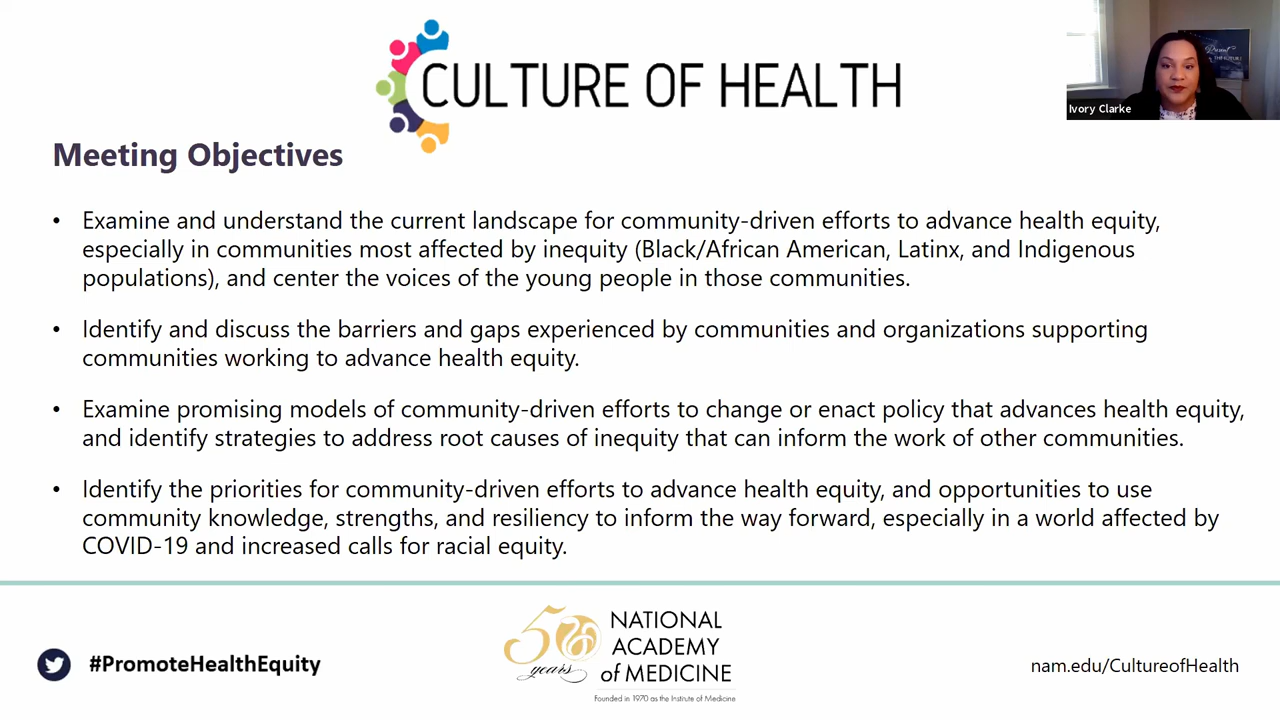 CULTURE OF HEALTH
Ivory Clarke
Meeting Objectives
• Examine and understand the current landscape for community-driven efforts to advance health equity,
especially in communities most affected by inequity (Black/African American, Latinx, and Indigenous
populations), and center the voices of the young people in those communities.
• Identify and discuss the barriers and gaps experienced by communities and organizations supporting
communities working to advance health equity.
• Examine promising models of community-driven efforts to change or enact policy that advances health equity,
and identify strategies to address root causes of inequity that can inform the work of other communities.
• Identify the priorities for community-driven efforts to advance health equity, and opportunities to use
community knowledge, strengths, and resiliency to inform the way forward, especially in a world affected by
COVID-19 and increased calls for racial equity.
#PromoteHealthEquity
50
years
NATIONAL
ACADEMY
of MEDICINE
Founded in 1970 as the Institute of Medicine
nam.edu/CultureofHealth